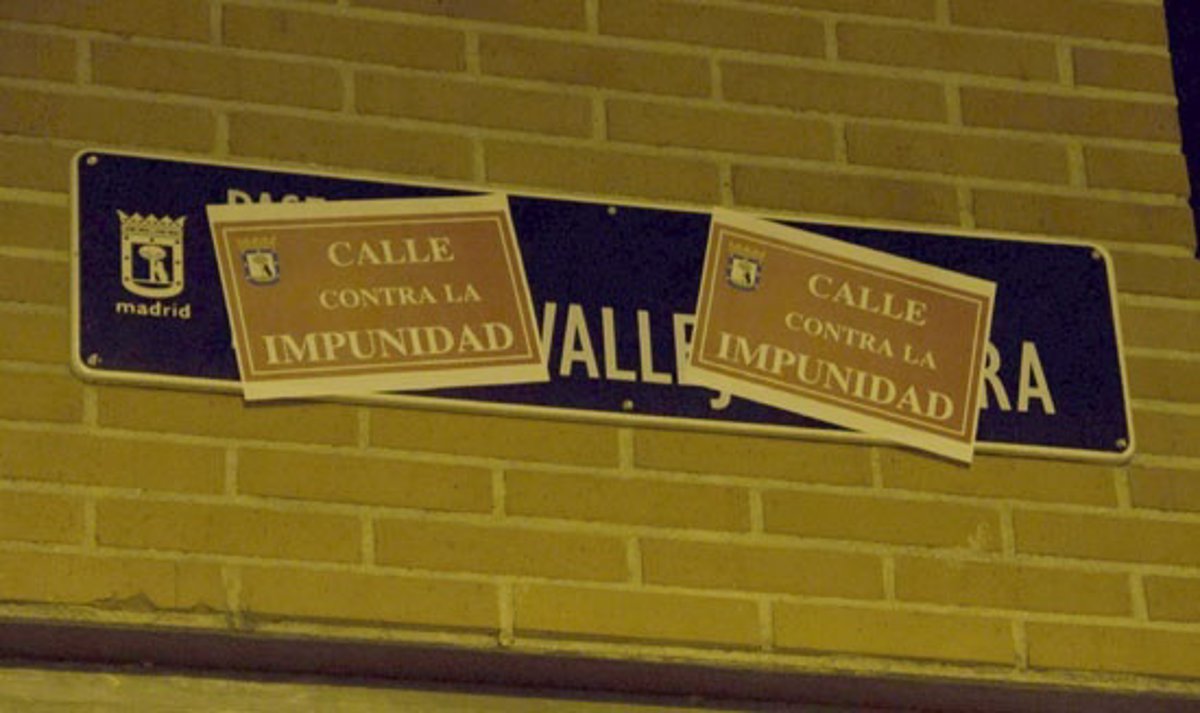 madrid
CALLE
CONTRA LA
IMPUNIDAD
VALLE
CALLE
CONTRA LA
IMPUNIDAD
RA